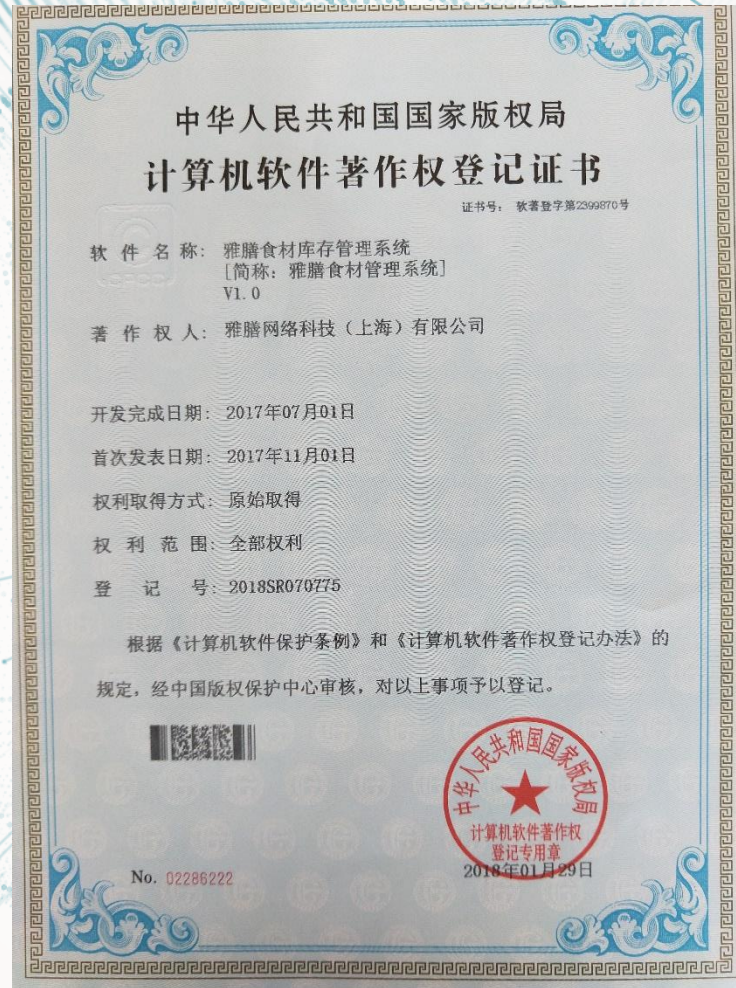 中华人民共和国国家版权局
计算机软件著作权登记证书
证书号： 软著登字第2399870号
软件名称： 雅膳食材库存管理系统
[简称：雅膳食材管理系统]
V1.0
著作权人： 雅膳网络科技（上海）有限公司
开发完成日期： 2017年07月01日
首次发表日期： 2017年11月01日
权利取得方式： 原始取得
权利范围： 全部权利
登记号： 2018SR070775
根据《计算机软件保护条例》和《计算机软件著作权登记办法》的
规定，经中国版权保护中心审核，对以上事项予以登记。
中华人民共和国国家版权局
计算机软件著作权
登记专用章
No. 02286222
2018年01月29日